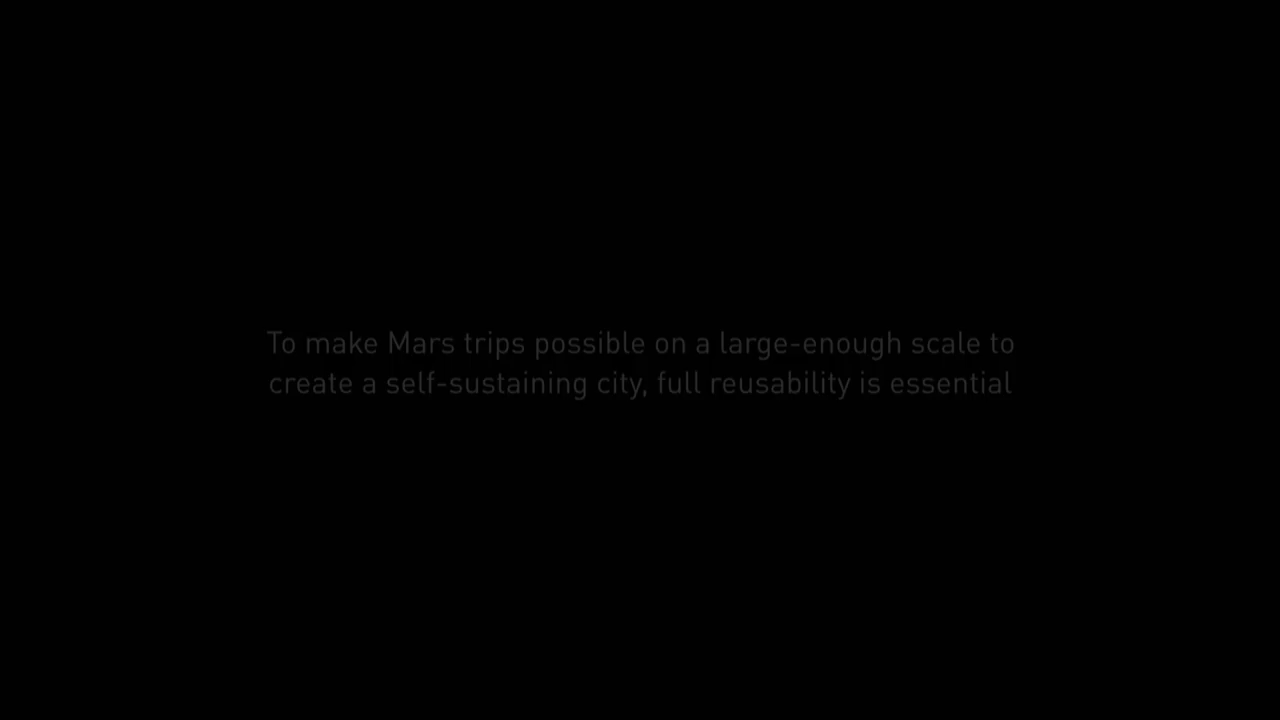 To make Mars trips possible on a large-enough scale to
create a self-sustaining city, full reusability is essential